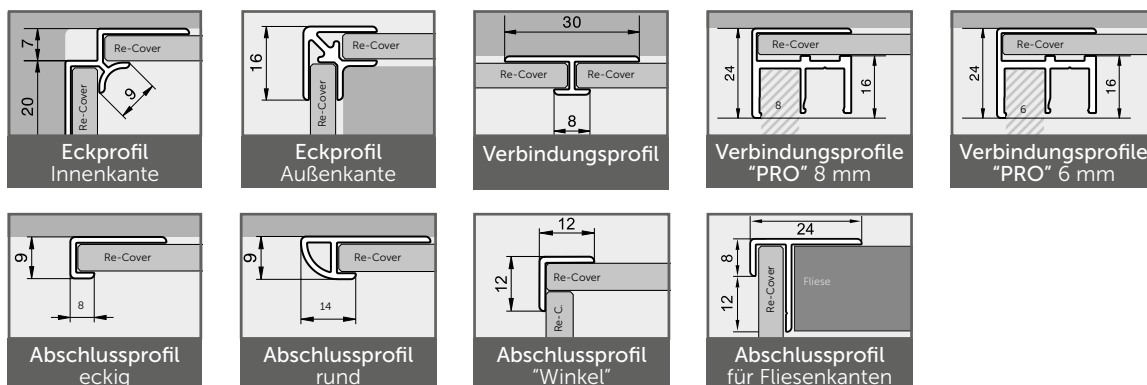 7
20
Re-Cover
Re-Cover
9
Eckprofil
Innenkante
16
Re-Cover
Re-Cover
Eckprofil
Außenkante
30
Re-Cover
Re-Cover
8
Verbindungsprofil
24
Re-Cover
8
16
Verbindungsprofile
“PRO” 8 mm
24
Re-Cover
6
16
Verbindungsprofile
“PRO” 6 mm
9
Re-Cover
8
Abschlussprofil
eckig
9
Re-Cover
14
Abschlussprofil
rund
12
12
Re-Cover
Re-C.
Abschlussprofil
“Winkel”
24
8
12
Re-Cover
Fliese
Abschlussprofil
für Fliesenkanten